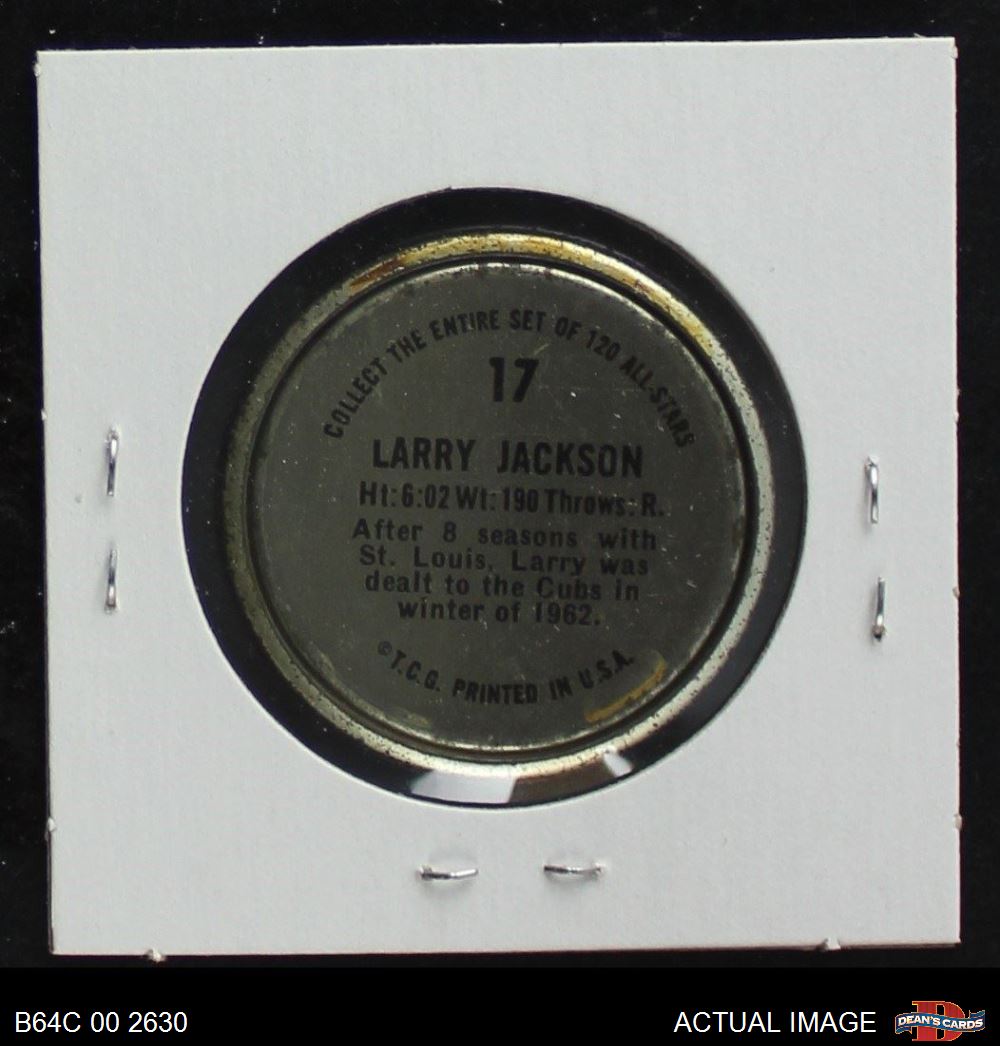 COLLECT THE ENTIRE SET OF 120 ALL-STARS
17
LARRY JACKSON
Ht: 6:02 Wt: 190 Throws: R.
After 8 seasons with
St. Louis, Larry was
dealt to the Cubs in
winter of 1962.
©T.C.G. PRINTED IN U.S.A.
B64C 00 2630
ACTUAL IMAGE
DEAN'S CARDS